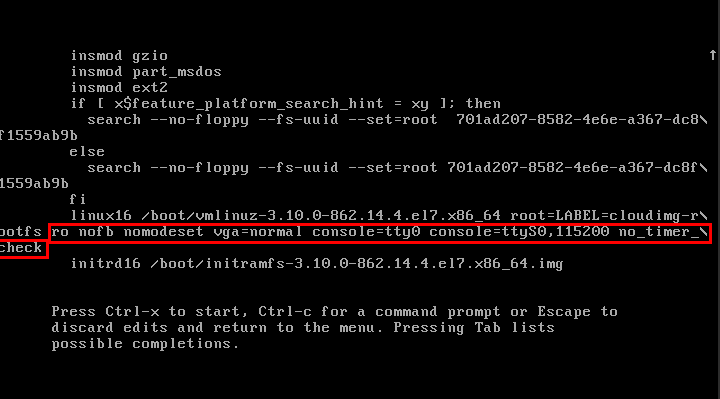 insmod gzio
insmod part_msdos
insmod ext2
if [ x$feature_platform_search_hint = xy ]; then
search --no-floppy --fs-uuid --set=root  701ad207-8582-4e6e-a367-dc8\
f1559ab9b
else
search --no-floppy --fs-uuid --set=root 701ad207-8582-4e6e-a367-dc8f\
1559ab9b
fi
linux16 /boot/vmlinuz-3.10.0-862.14.4.el7.x86_64 root=LABEL=cloudimg-r\
ootfs ro nofb nomodeset vga=normal console=tty0 console=ttyS0,115200 no_timer_\
check
initrd16 /boot/initramfs-3.10.0-862.14.4.el7.x86_64.img
Press Ctrl-x to start, Ctrl-c for a command prompt or Escape to
discard edits and return to the menu. Pressing Tab lists
possible completions.